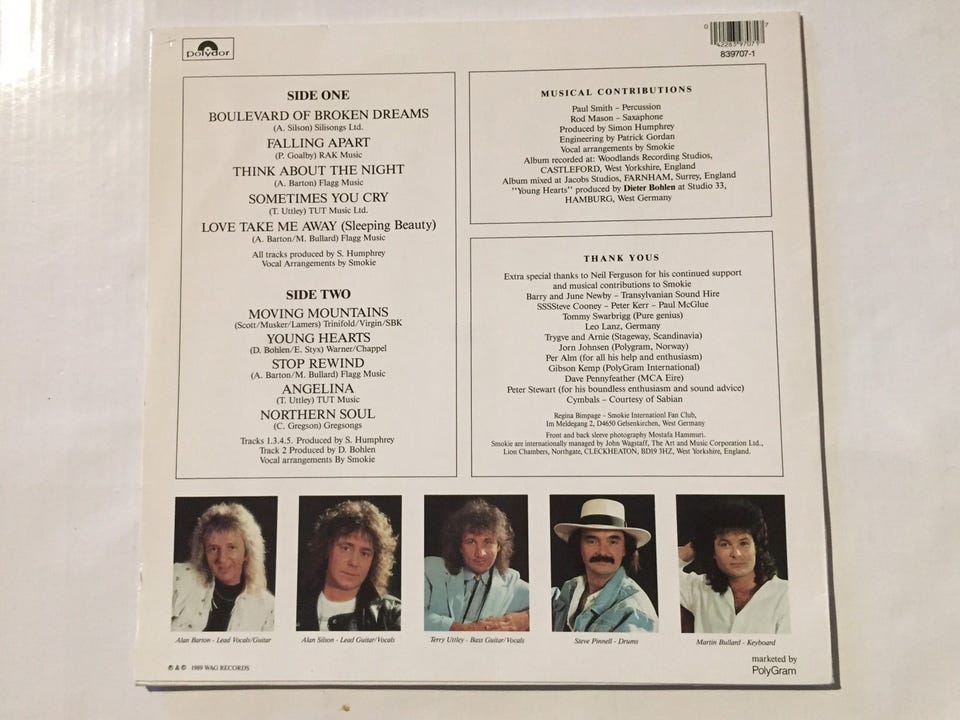 polydor
0
42283 97071
7
839707-1
SIDE ONE
BOULEVARD OF BROKEN DREAMS
(A. Silson) Silisongs Ltd.
FALLING APART
(P. Goalby) RAK Music
THINK ABOUT THE NIGHT
(A. Barton) Flagg Music
SOMETIMES YOU CRY
(T. Uttley) TUT Music Ltd.
LOVE TAKE ME AWAY (Sleeping Beauty)
(A. Barton/M. Bullard) Flagg Music
All tracks produced by S. Humphrey
Vocal Arrangements by Smokie
SIDE TWO
MOVING MOUNTAINS
(Scott/Musker/Lamers) Trinifold/Virgin/SBK
YOUNG HEARTS
(D. Bohlen/E. Styx) Warner/Chappel
STOP REWIND
(A. Barton/M. Bullard) Flagg Music
ANGELINA
(T. Uttley) TUT Music
NORTHERN SOUL
(C. Gregson) Gregsongs
Tracks 1.3.4.5. Produced by S. Humphrey
Track 2 Produced by D. Bohlen
Vocal arrangements By Smokie
MUSICAL CONTRIBUTIONS
Paul Smith – Percussion
Rod Mason – Saxaphone
Produced by Simon Humphrey
Engineering by Patrick Gordan
Vocal arrangements by Smokie
Album recorded at: Woodlands Recording Studios,
CASTLEFORD, West Yorkshire, England
Album mixed at Jacobs Studios, FARNHAM, Surrey, England
"Young Hearts" produced by Dieter Bohlen at Studio 33,
HAMBURG, West Germany
THANK YOUS
Extra special thanks to Neil Ferguson for his continued support
and musical contributions to Smokie
Barry and June Newby – Transylvanian Sound Hire
SSSSteve Cooney – Peter Kerr – Paul McGlue
Tommy Swarbrigg (Pure genius)
Leo Lanz, Germany
Trygve and Arnie (Stageway, Scandinavia)
Jorn Johnsen (Polygram, Norway)
Per Alm (for all his help and enthusiasm)
Gibson Kemp (PolyGram International)
Dave Pennyfeather (MCA Eire)
Peter Stewart (for his boundless enthusiasm and sound advice)
Cymbals – Courtesy of Sabian
Regina Bimpage – Smokie Internationl Fan Club,
Im Meldegang 2, D4650 Gelsenkirchen, West Germany
Front and back sleeve photography Mostafa Hammuri.
Smokie are internationally managed by John Wagstaff, The Art and Music Corporation Ltd.,
Lion Chambers, Northgate, CLECKHEATON, BD19 3HZ, West Yorkshire, England.
Alan Barton - Lead Vocals/Guitar
Alan Silson - Lead Guitar/Vocals
Terry Uttley - Bass Guitar/Vocals
Steve Pinnell - Drums
Martin Bullard - Keyboard
℗ & © 1989 WAG RECORDS
marketed by
PolyGram